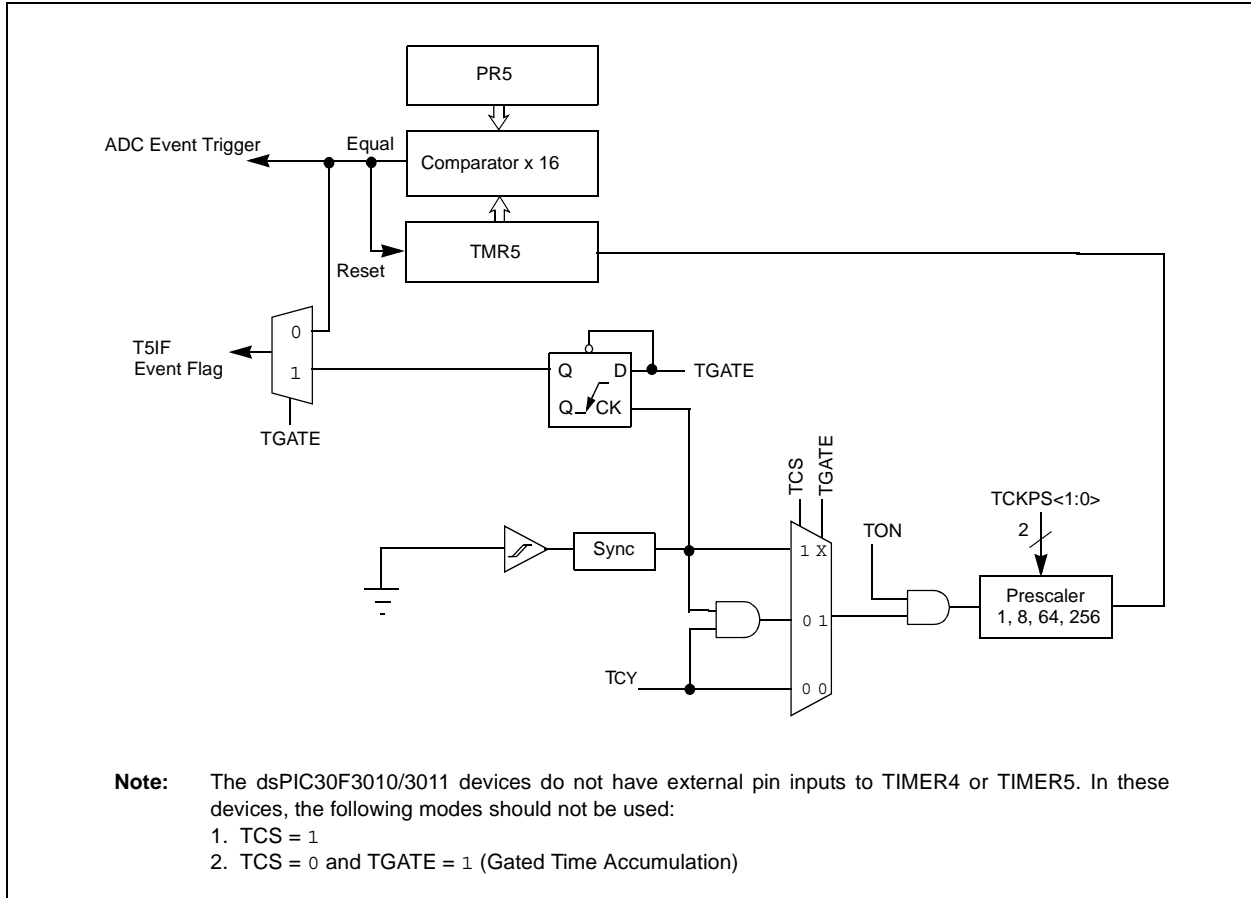 PR5
ADC Event Trigger
Equal
Comparator x 16
TMR5
Reset
0
T5IF
Event Flag
1
TGATE
Q
D
TGATE
Q
CK
TCS
TGATE
TCKPS<1:0>
2
TON
Sync
1 X
Prescaler
1, 8, 64, 256
0 1
TCY
0 0
Note: The dsPIC30F3010/3011 devices do not have external pin inputs to TIMER4 or TIMER5. In these
devices, the following modes should not be used:
1. TCS = 1
2. TCS = 0 and TGATE = 1 (Gated Time Accumulation)